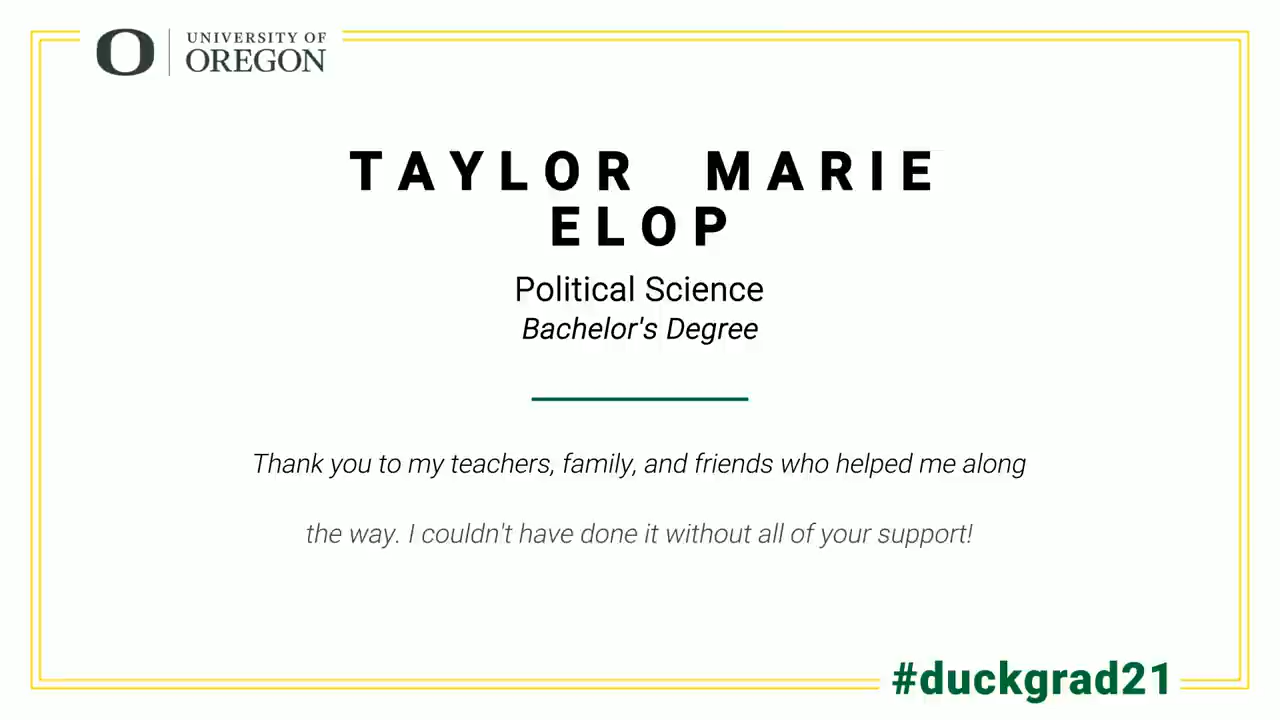 UNIVERSITY OF
OREGON
TAYLOR MARIE
ELOP
Political Science
Bachelor's Degree
Thank you to my teachers, family, and friends who helped me along
the way. I couldn't have done it without all of your support!
#duckgrad21